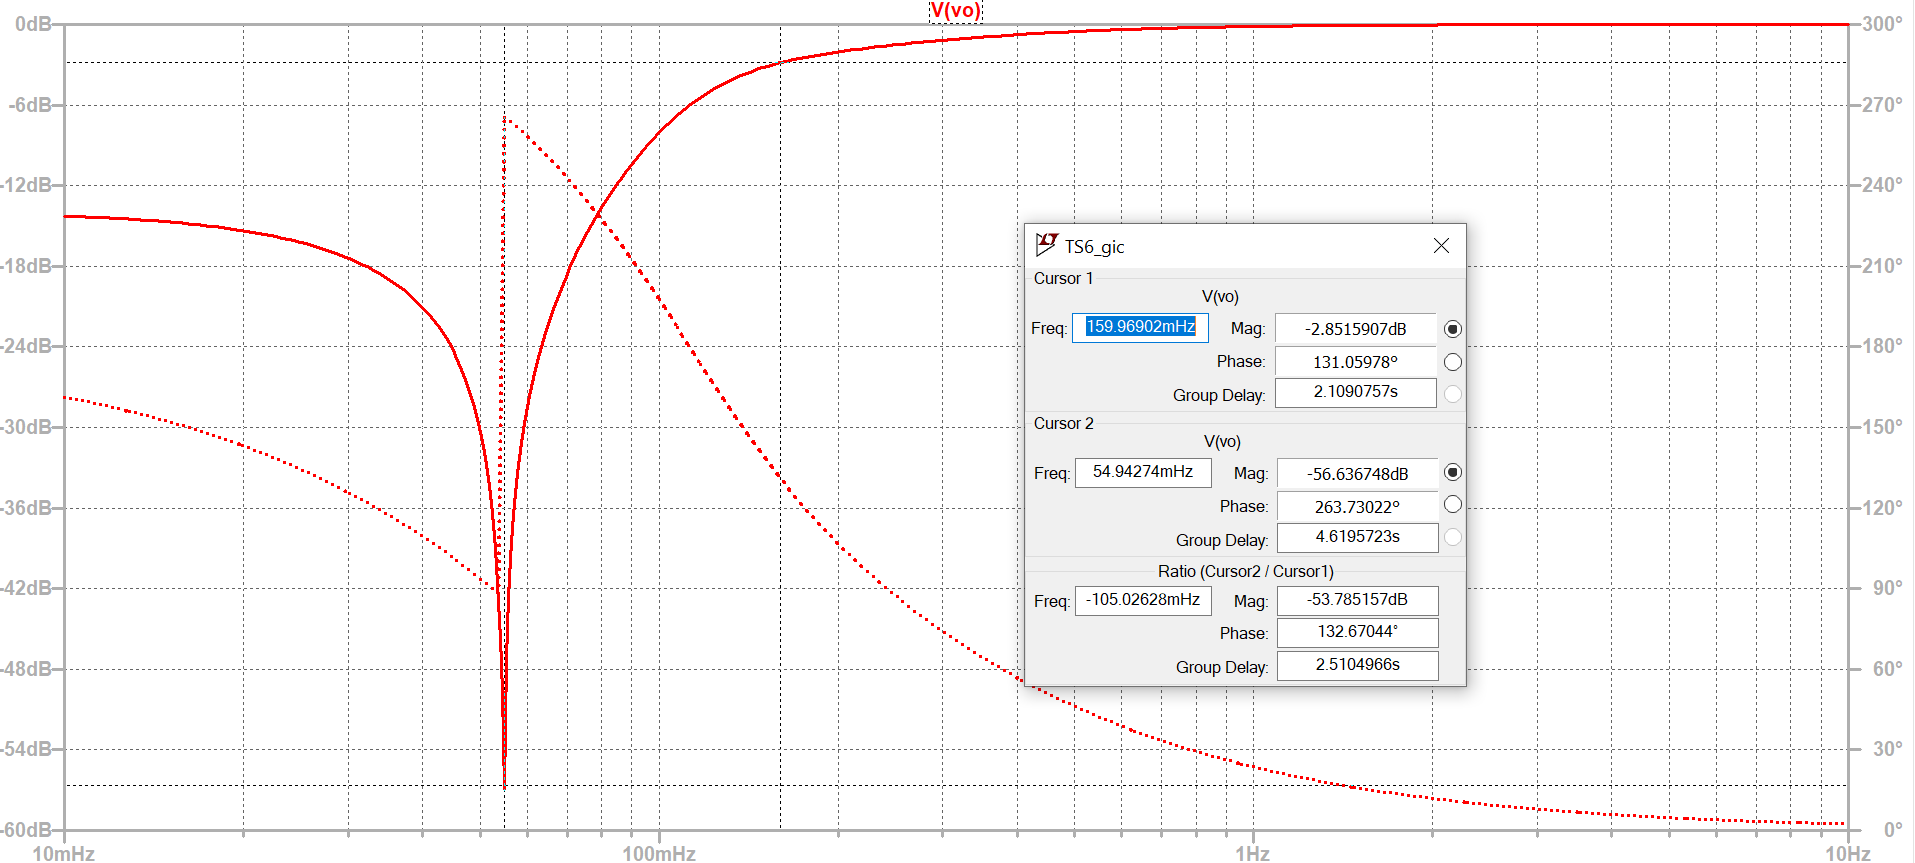 V(vo)
0dB
300°
-6dB
270°
-12dB
240°
-18dB
210°
-24dB
180°
-30dB
150°
-36dB
120°
-42dB
90°
-48dB
60°
-54dB
30°
-60dB
0°
10mHz
100mHz
1Hz
10Hz
TS6_gic
Cursor 1
V(vo)
Freq: 159.96902mHz Mag: -2.8515907dB
Phase: 131.05978°
Group Delay: 2.1090757s
Cursor 2
V(vo)
Freq: 54.94274mHz Mag: -56.636748dB
Phase: 263.73022°
Group Delay: 4.6195723s
Ratio (Cursor2 / Cursor1)
Freq: -105.02628mHz Mag: -53.785157dB
Phase: 132.67044°
Group Delay: 2.5104966s